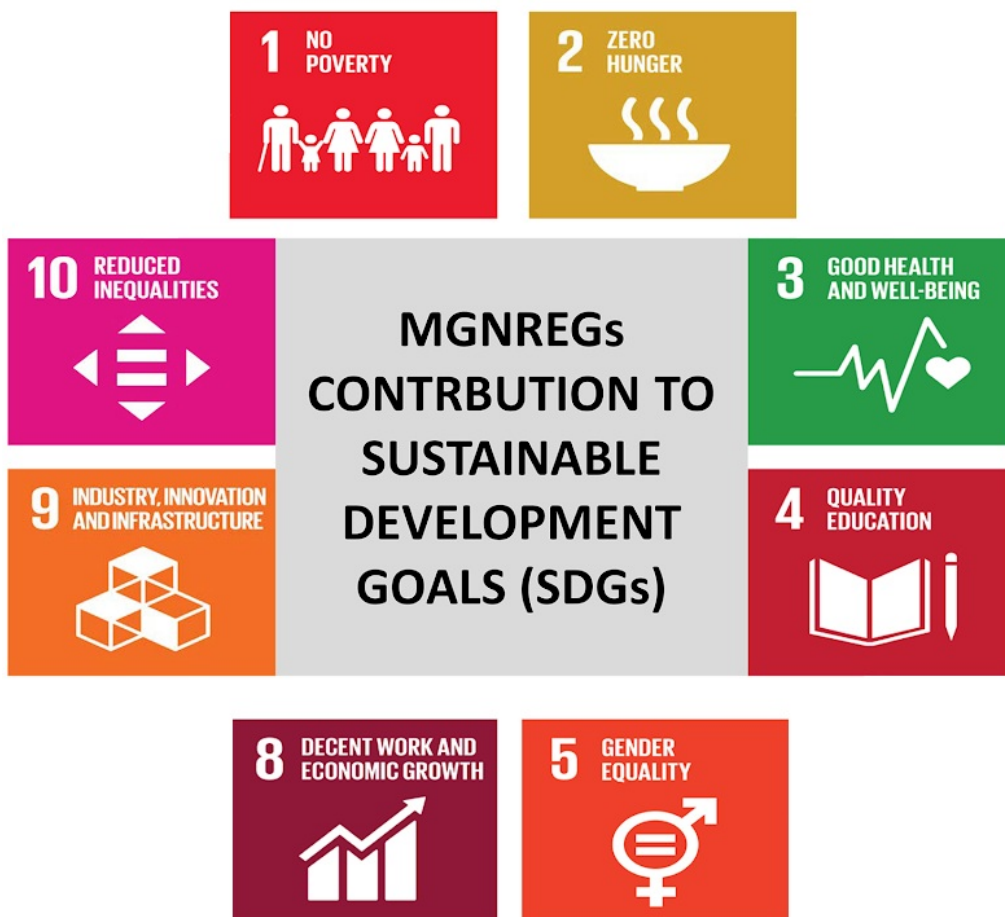 1 NO
POVERTY
2 ZERO
HUNGER
10 REDUCED
INEQUALITIES
3 GOOD HEALTH
AND WELL-BEING
MGNREGs
CONTRBUTION TO
SUSTAINABLE
DEVELOPMENT
GOALS (SDGs)
9 INDUSTRY, INNOVATION
AND INFRASTRUCTURE
4 QUALITY
EDUCATION
8 DECENT WORK AND
ECONOMIC GROWTH
5 GENDER
EQUALITY